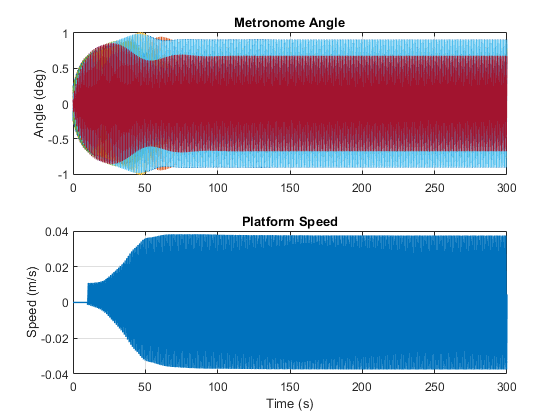 Metronome Angle
1
0.5
0
-0.5
-1
Angle (deg)
0 50 100 150 200 250 300
Platform Speed
0.04
0.02
0
-0.02
-0.04
Speed (m/s)
0 50 100 150 200 250 300
Time (s)